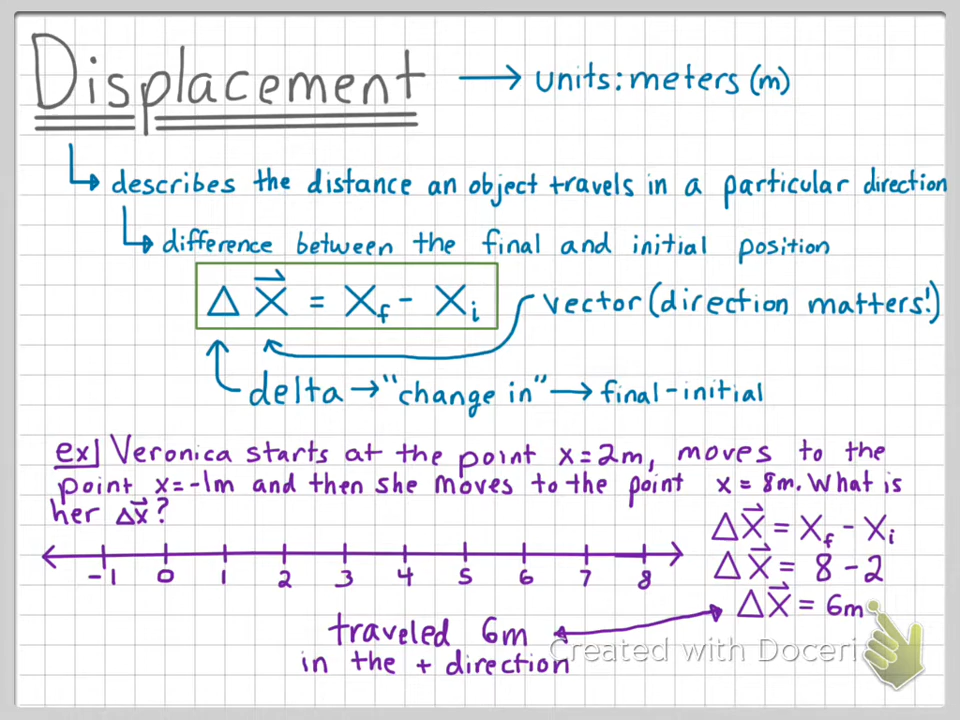 Displacement → units: meters (m)
describes the distance an object travels in a particular direction
difference between the final and initial position
Δx⃗ = x_f - x_i
vector (direction matters!)
delta → "change in" → final-initial
ex] Veronica starts at the point x=2m, moves to the
point x=-1m and then she moves to the point x=8m. What is
her Δx⃗?
Δx⃗ = x_f - x_i
-1 0 1 2 3 4 5 6 7 8
Δx⃗ = 8-2
Δx⃗ = 6m
traveled 6m
in the + direction
Created with Doceri